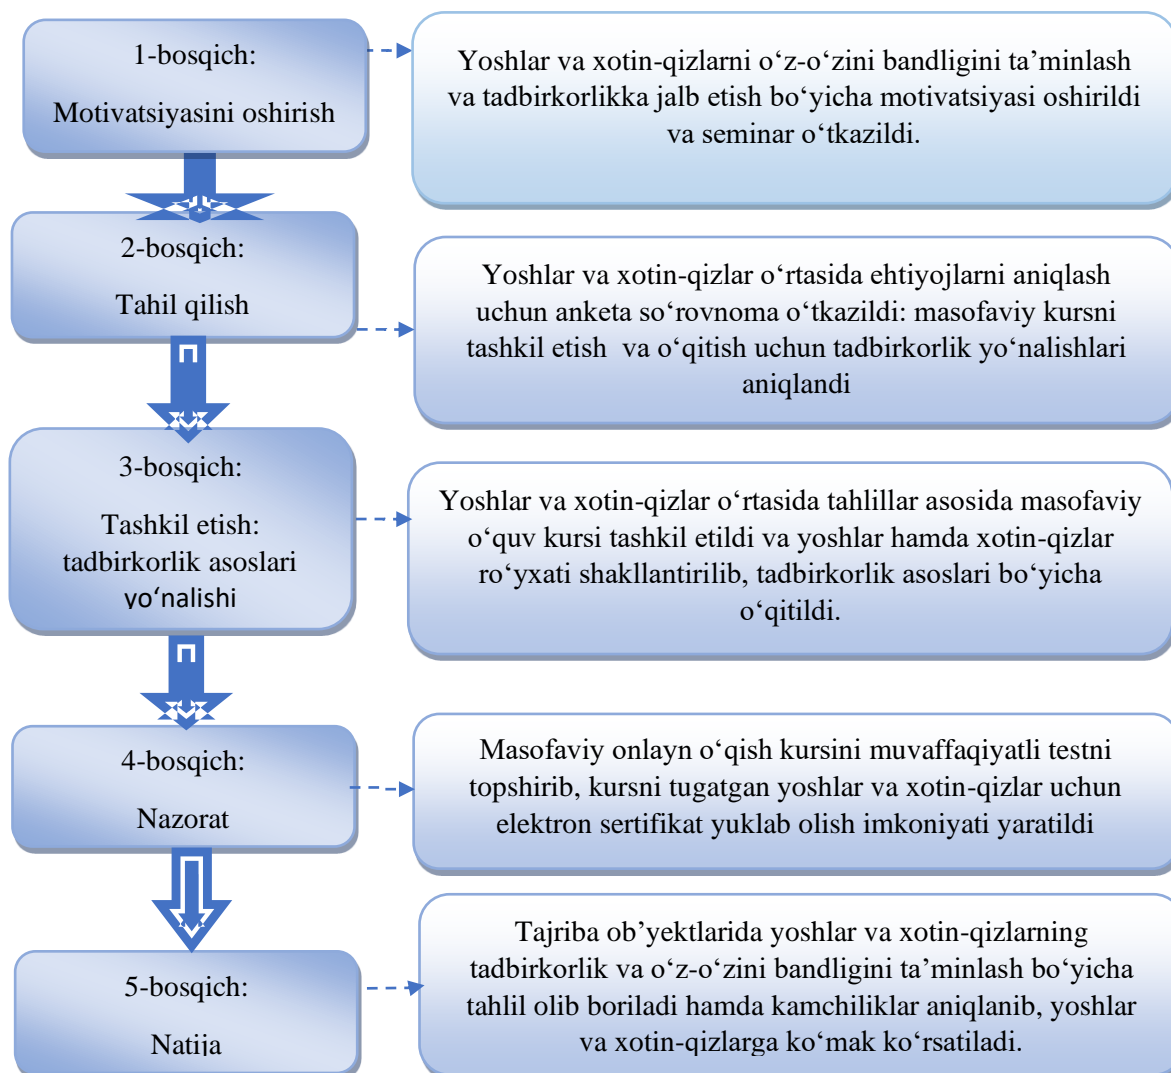 1-bosqich:
Motivatsiyasini oshirish
Yoshlar va xotin-qizlarni o‘z-o‘zini bandligini ta’minlash
va tadbirkorlikka jalb etish bo‘yicha motivatsiyasi oshirildi
va seminar o‘tkazildi.
2-bosqich:
Tahil qilish
Yoshlar va xotin-qizlar o‘rtasida ehtiyojlarni aniqlash
uchun anketa so‘rovnoma o‘tkazildi: masofaviy kursni
tashkil etish va o‘qitish uchun tadbirkorlik yo‘nalishlari
aniqlandi
3-bosqich:
Tashkil etish:
tadbirkorlik asoslari
yo‘nalishi
Yoshlar va xotin-qizlar o‘rtasida tahlillar asosida masofaviy
o‘quv kursi tashkil etildi va yoshlar hamda xotin-qizlar
ro‘yxati shakllantirilib, tadbirkorlik asoslari bo‘yicha
o‘qitildi.
4-bosqich:
Nazorat
Masofaviy onlayn o‘qish kursini muvaffaqiyatli testni
topshirib, kursni tugatgan yoshlar va xotin-qizlar uchun
elektron sertifikat yuklab olish imkoniyati yaratildi
5-bosqich:
Natija
Tajriba ob’yektlarida yoshlar va xotin-qizlarning
tadbirkorlik va o‘z-o‘zini bandligini ta’minlash bo‘yicha
tahlil olib boriladi hamda kamchiliklar aniqlanib, yoshlar
va xotin-qizlarga ko‘mak ko‘rsatiladi.